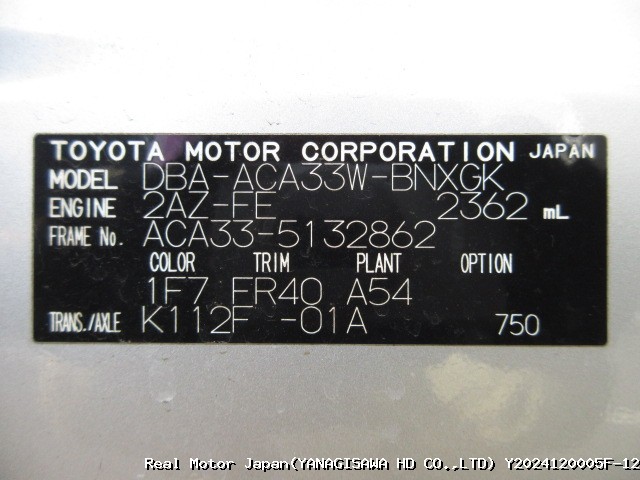 TOYOTA MOTOR CORPORATION JAPAN
MODEL DBA-ACA33W-BNXGK
ENGINE 2AZ-FE 2362 mL
FRAME No. ACA33-5132862
COLOR TRIM PLANT OPTION
1F7 FR40 A54
TRANS./AXLE K112F -01A 750
Real Motor Japan(YANAGISAWA HD CO.,LTD) Y2024120005F-12